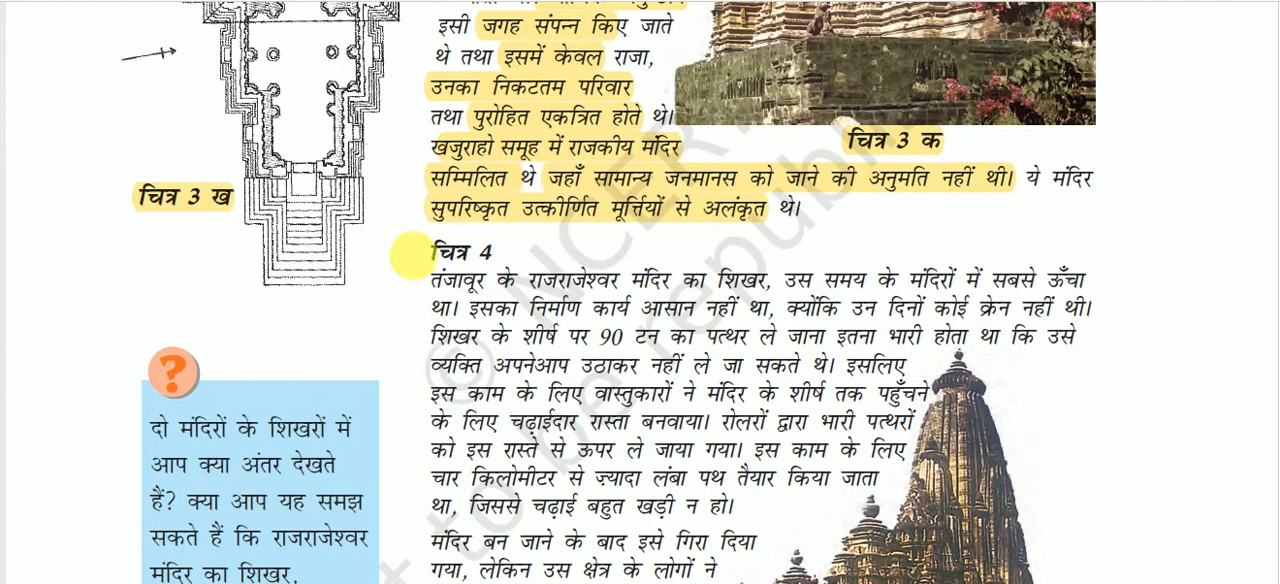 इसी जगह संपन्न किए जाते
थे तथा इसमें केवल राजा,
उनका निकटतम परिवार
तथा पुरोहित एकत्रित होते थे।
खजुराहो समूह में राजकीय मंदिर
सम्मिलित थे जहाँ सामान्य जनमानस को जाने की अनुमति नहीं थी। ये मंदिर
सुपरिष्कृत उत्कीर्णित मूर्त्तियों से अलंकृत थे।
चित्र 3 क
चित्र 3 ख
चित्र 4
तंजावूर के राजराजेश्वर मंदिर का शिखर, उस समय के मंदिरों में सबसे ऊँचा
था। इसका निर्माण कार्य आसान नहीं था, क्योंकि उन दिनों कोई क्रेन नहीं थी।
शिखर के शीर्ष पर 90 टन का पत्थर ले जाना इतना भारी होता था कि उसे
व्यक्ति अपनेआप उठाकर नहीं ले जा सकते थे। इसलिए
इस काम के लिए वास्तुकारों ने मंदिर के शीर्ष तक पहुँचने
के लिए चढ़ाईदार रास्ता बनवाया। रोलरों द्वारा भारी पत्थरों
को इस रास्ते से ऊपर ले जाया गया। इस काम के लिए
चार किलोमीटर से ज़्यादा लंबा पथ तैयार किया जाता
था, जिससे चढ़ाई बहुत खड़ी न हो।
मंदिर बन जाने के बाद इसे गिरा दिया
गया, लेकिन उस क्षेत्र के लोगों ने
?
दो मंदिरों के शिखरों में
आप क्या अंतर देखते
हैं? क्या आप यह समझ
सकते हैं कि राजराजेश्वर
मंदिर का शिखर,
© NCERT
be republi